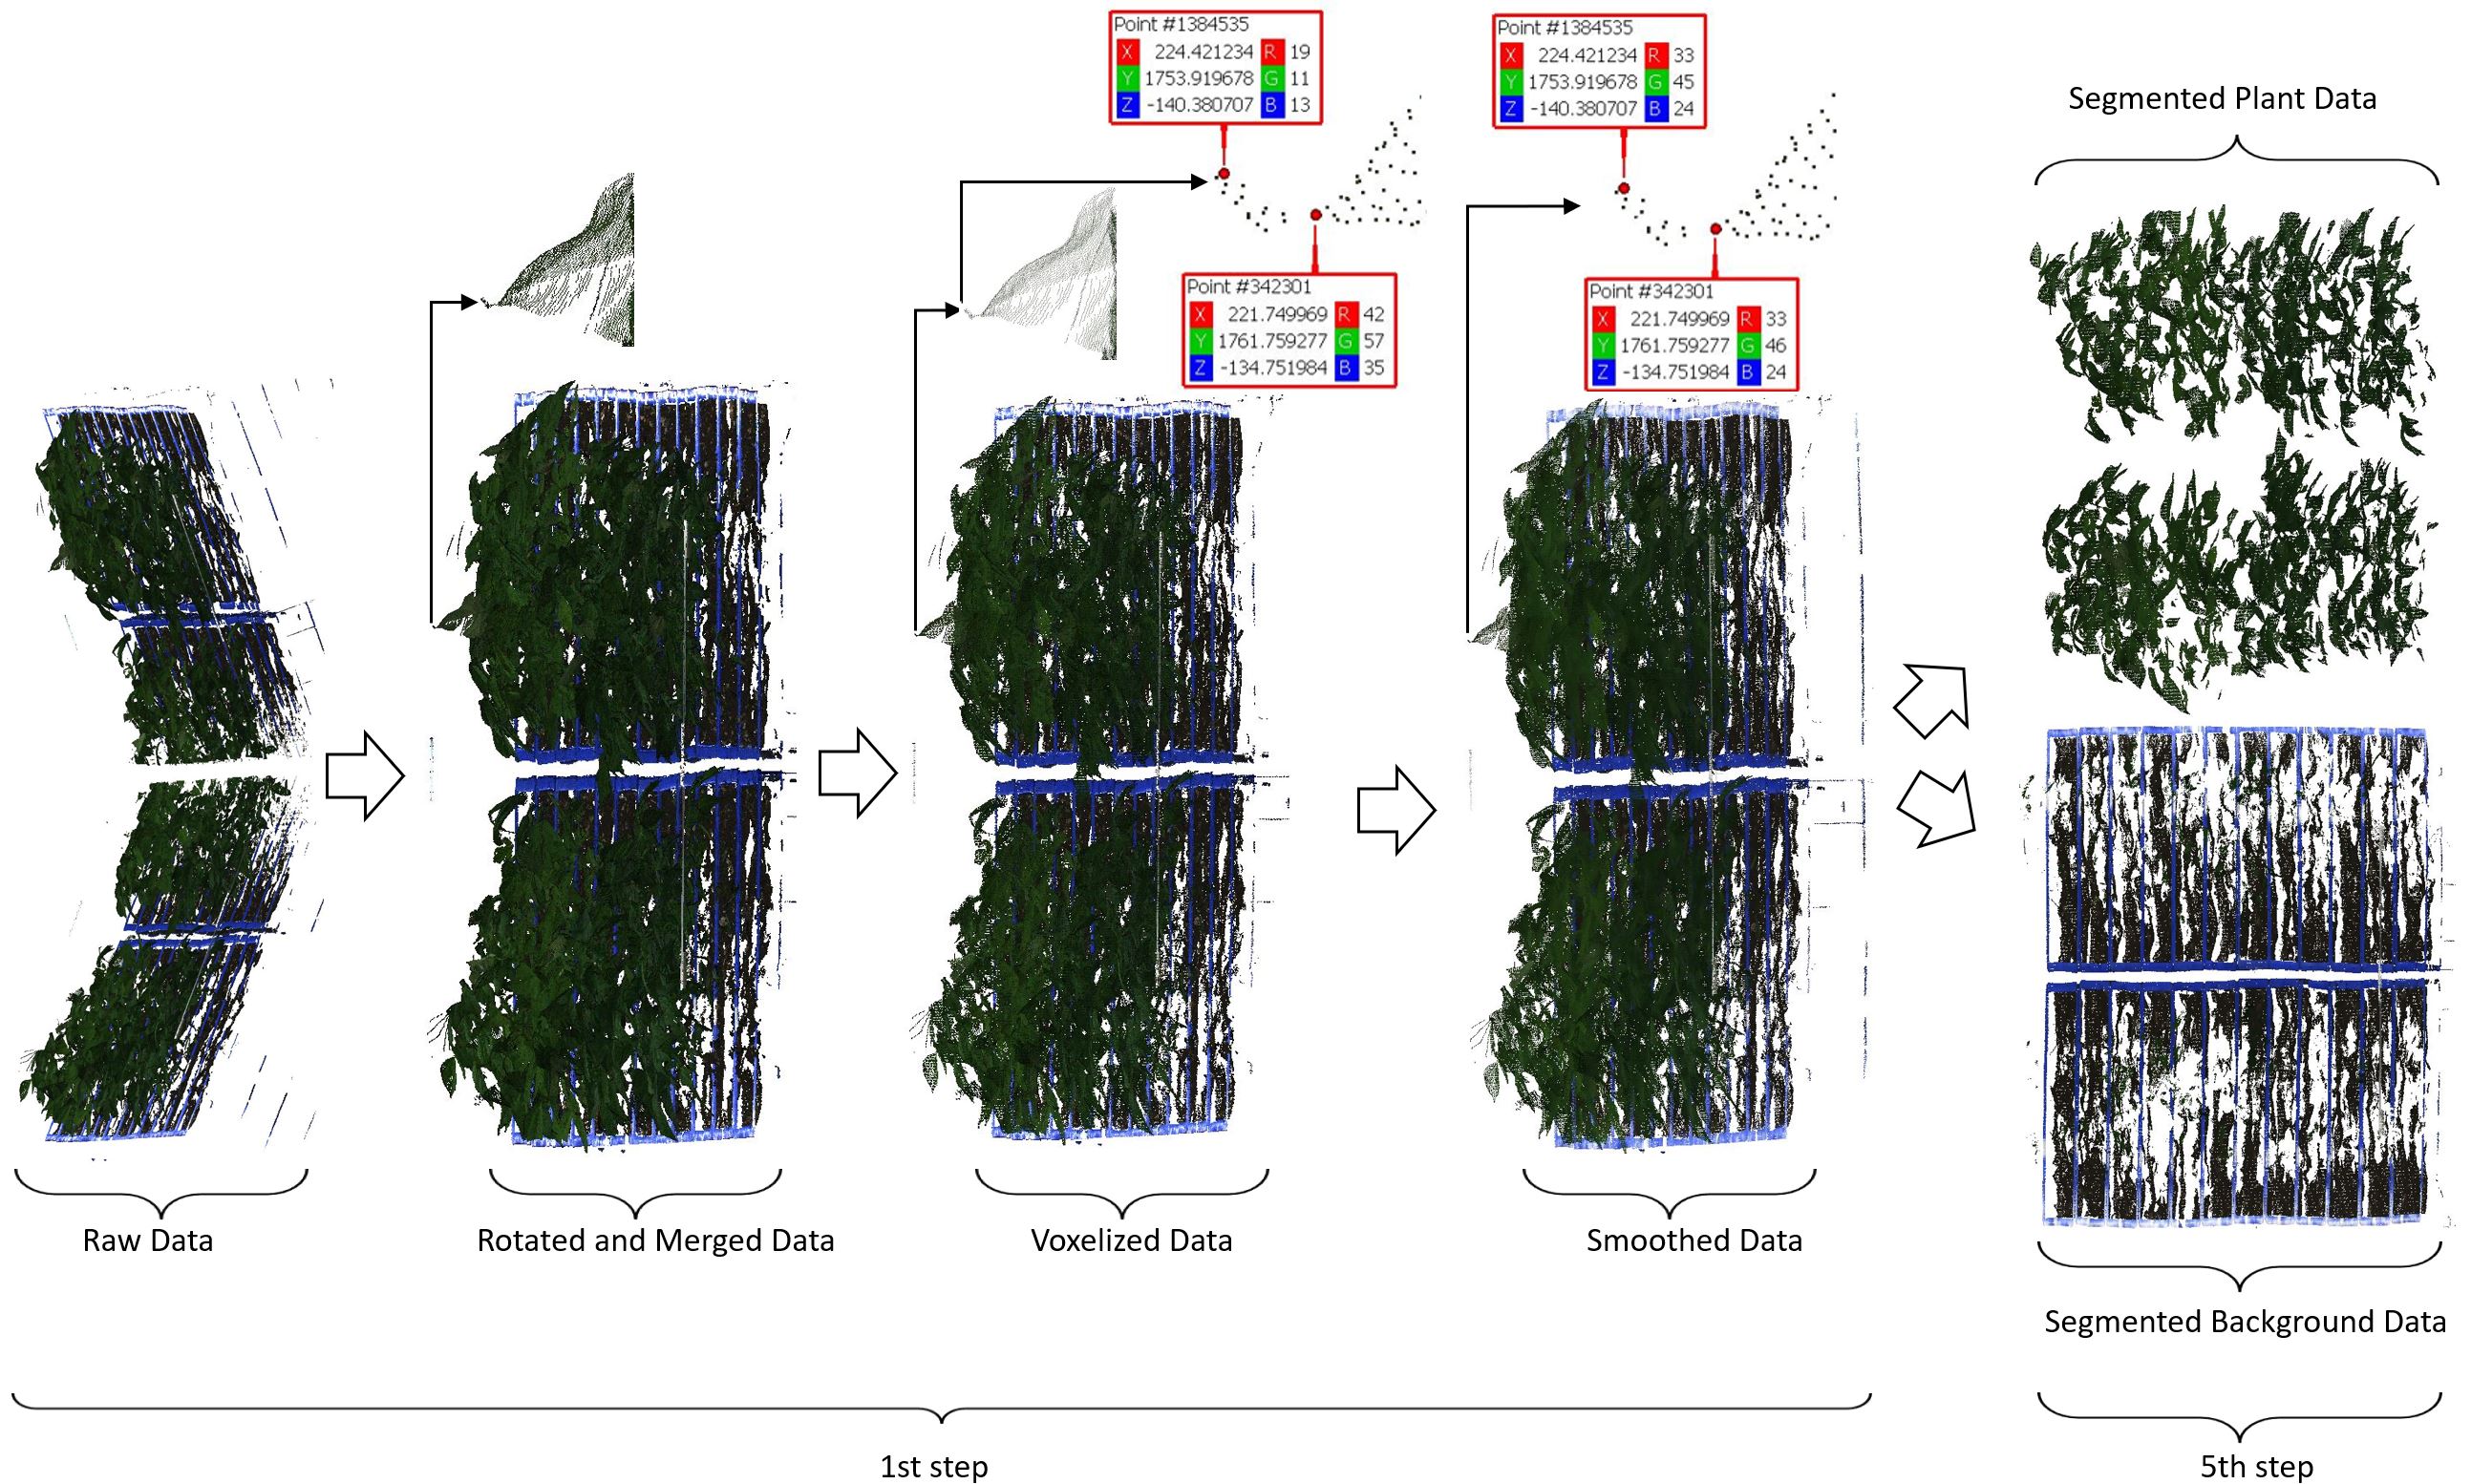 Point #1384535
X 224.421234 R 19
Y 1753.919678 G 11
Z -140.380707 B 13
Point #1384535
X 224.421234 R 33
Y 1753.919678 G 45
Z -140.380707 B 24
Point #342301
X 221.749969 R 42
Y 1761.759277 G 57
Z -134.751984 B 35
Point #342301
X 221.749969 R 33
Y 1761.759277 G 46
Z -134.751984 B 24
Segmented Plant Data
Raw Data
Rotated and Merged Data
Voxelized Data
Smoothed Data
Segmented Background Data
1st step
5th step